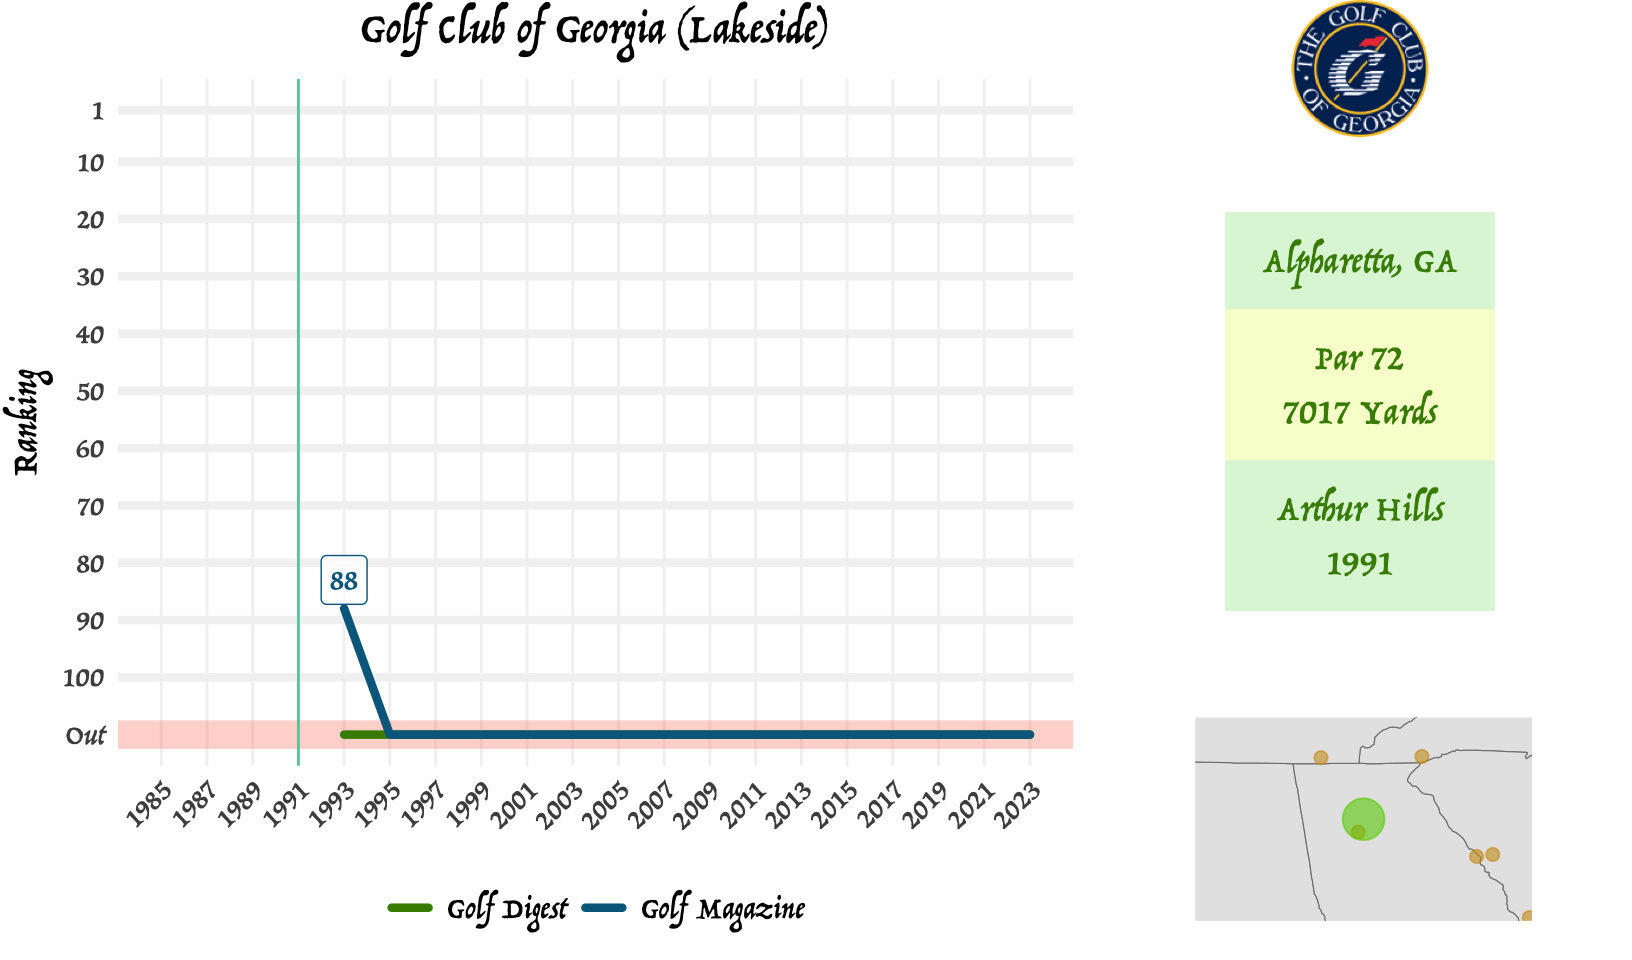 Golf Club of Georgia (Lakeside)
Ranking
1
10
20
30
40
50
60
70
80
90
100
Out
88
1985
1987
1989
1991
1993
1995
1997
1999
2001
2003
2005
2007
2009
2011
2013
2015
2017
2019
2021
2023
Golf Digest
Golf Magazine
THE GOLF CLUB
OF GEORGIA
G
Alpharetta, GA
Par 72
7017 Yards
Arthur Hills
1991